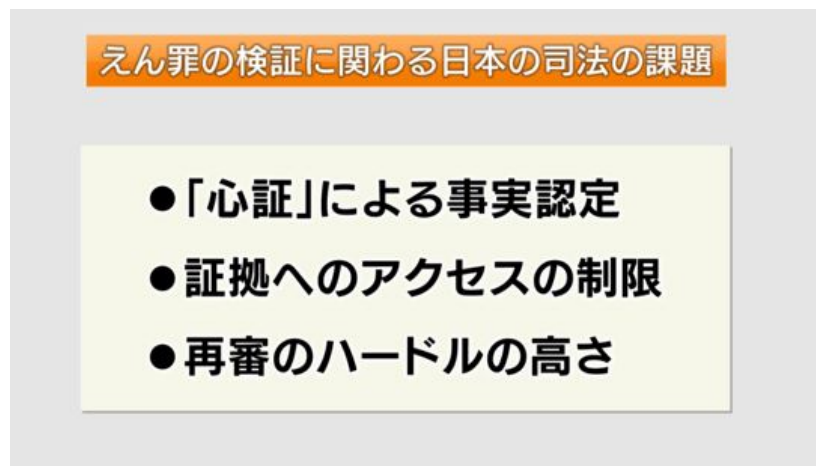 えん罪の検証に関わる日本の司法の課題
●「心証」による事実認定
●証拠へのアクセスの制限
●再審のハードルの高さ